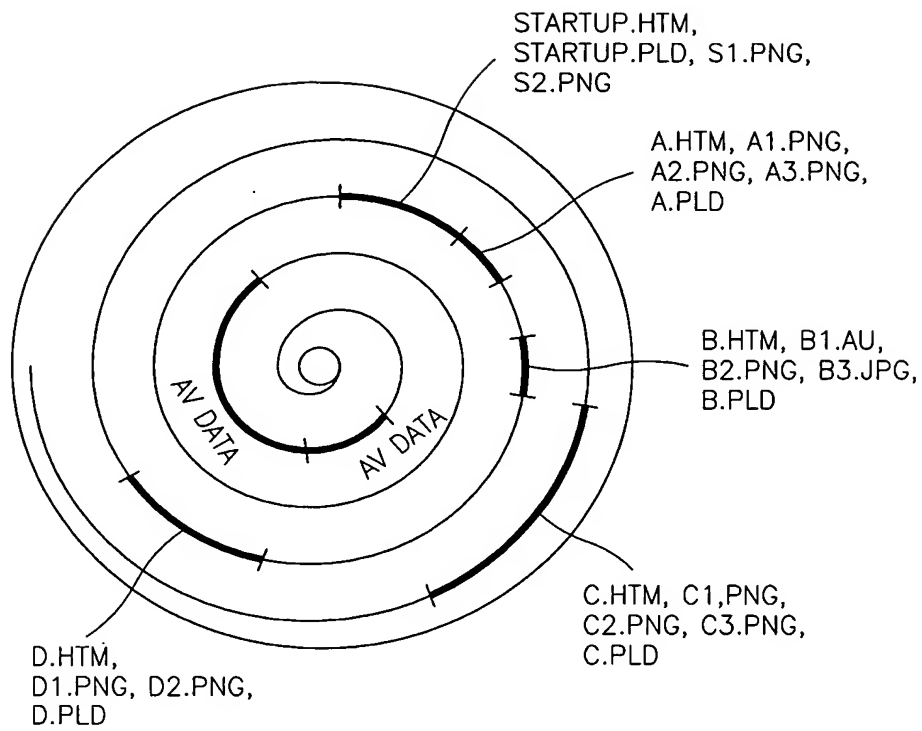 STARTUP.HTM,
STARTUP.PLD, S1.PNG,
S2.PNG
A.HTM, A1.PNG,
A2.PNG, A3.PNG,
A.PLD
B.HTM, B1.AU,
B2.PNG, B3.JPG,
B.PLD
AV DATA
AV DATA
C.HTM, C1,PNG,
C2.PNG, C3.PNG,
C.PLD
D.HTM,
D1.PNG, D2.PNG,
D.PLD